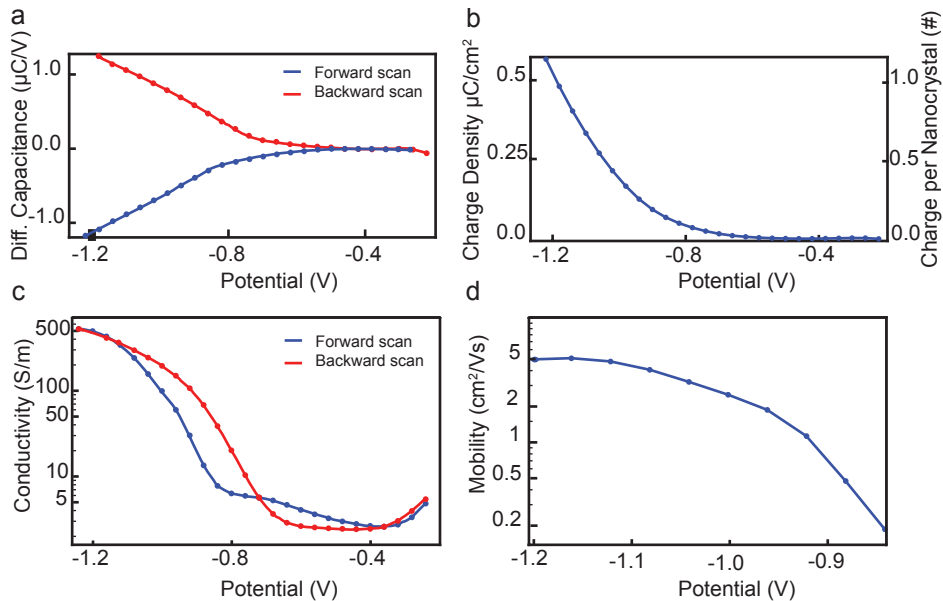 a
Diff. Capacitance (µC/V)
1.0
0.0
-1.0
Forward scan
Backward scan
-1.2
-0.8
-0.4
Potential (V)
b
Charge Density µC/cm²
0.5
0.25
0.0
1.0
0.5
0.0
Charge per Nanocrystal (#)
-1.2
-0.8
-0.4
Potential (V)
c
Conductivity (S/m)
500
100
50
10
5
Forward scan
Backward scan
-1.2
-0.8
-0.4
Potential (V)
d
Mobility (cm²/Vs)
5
2
1
0.5
0.2
-1.2
-1.1
-1.0
-0.9
Potential (V)